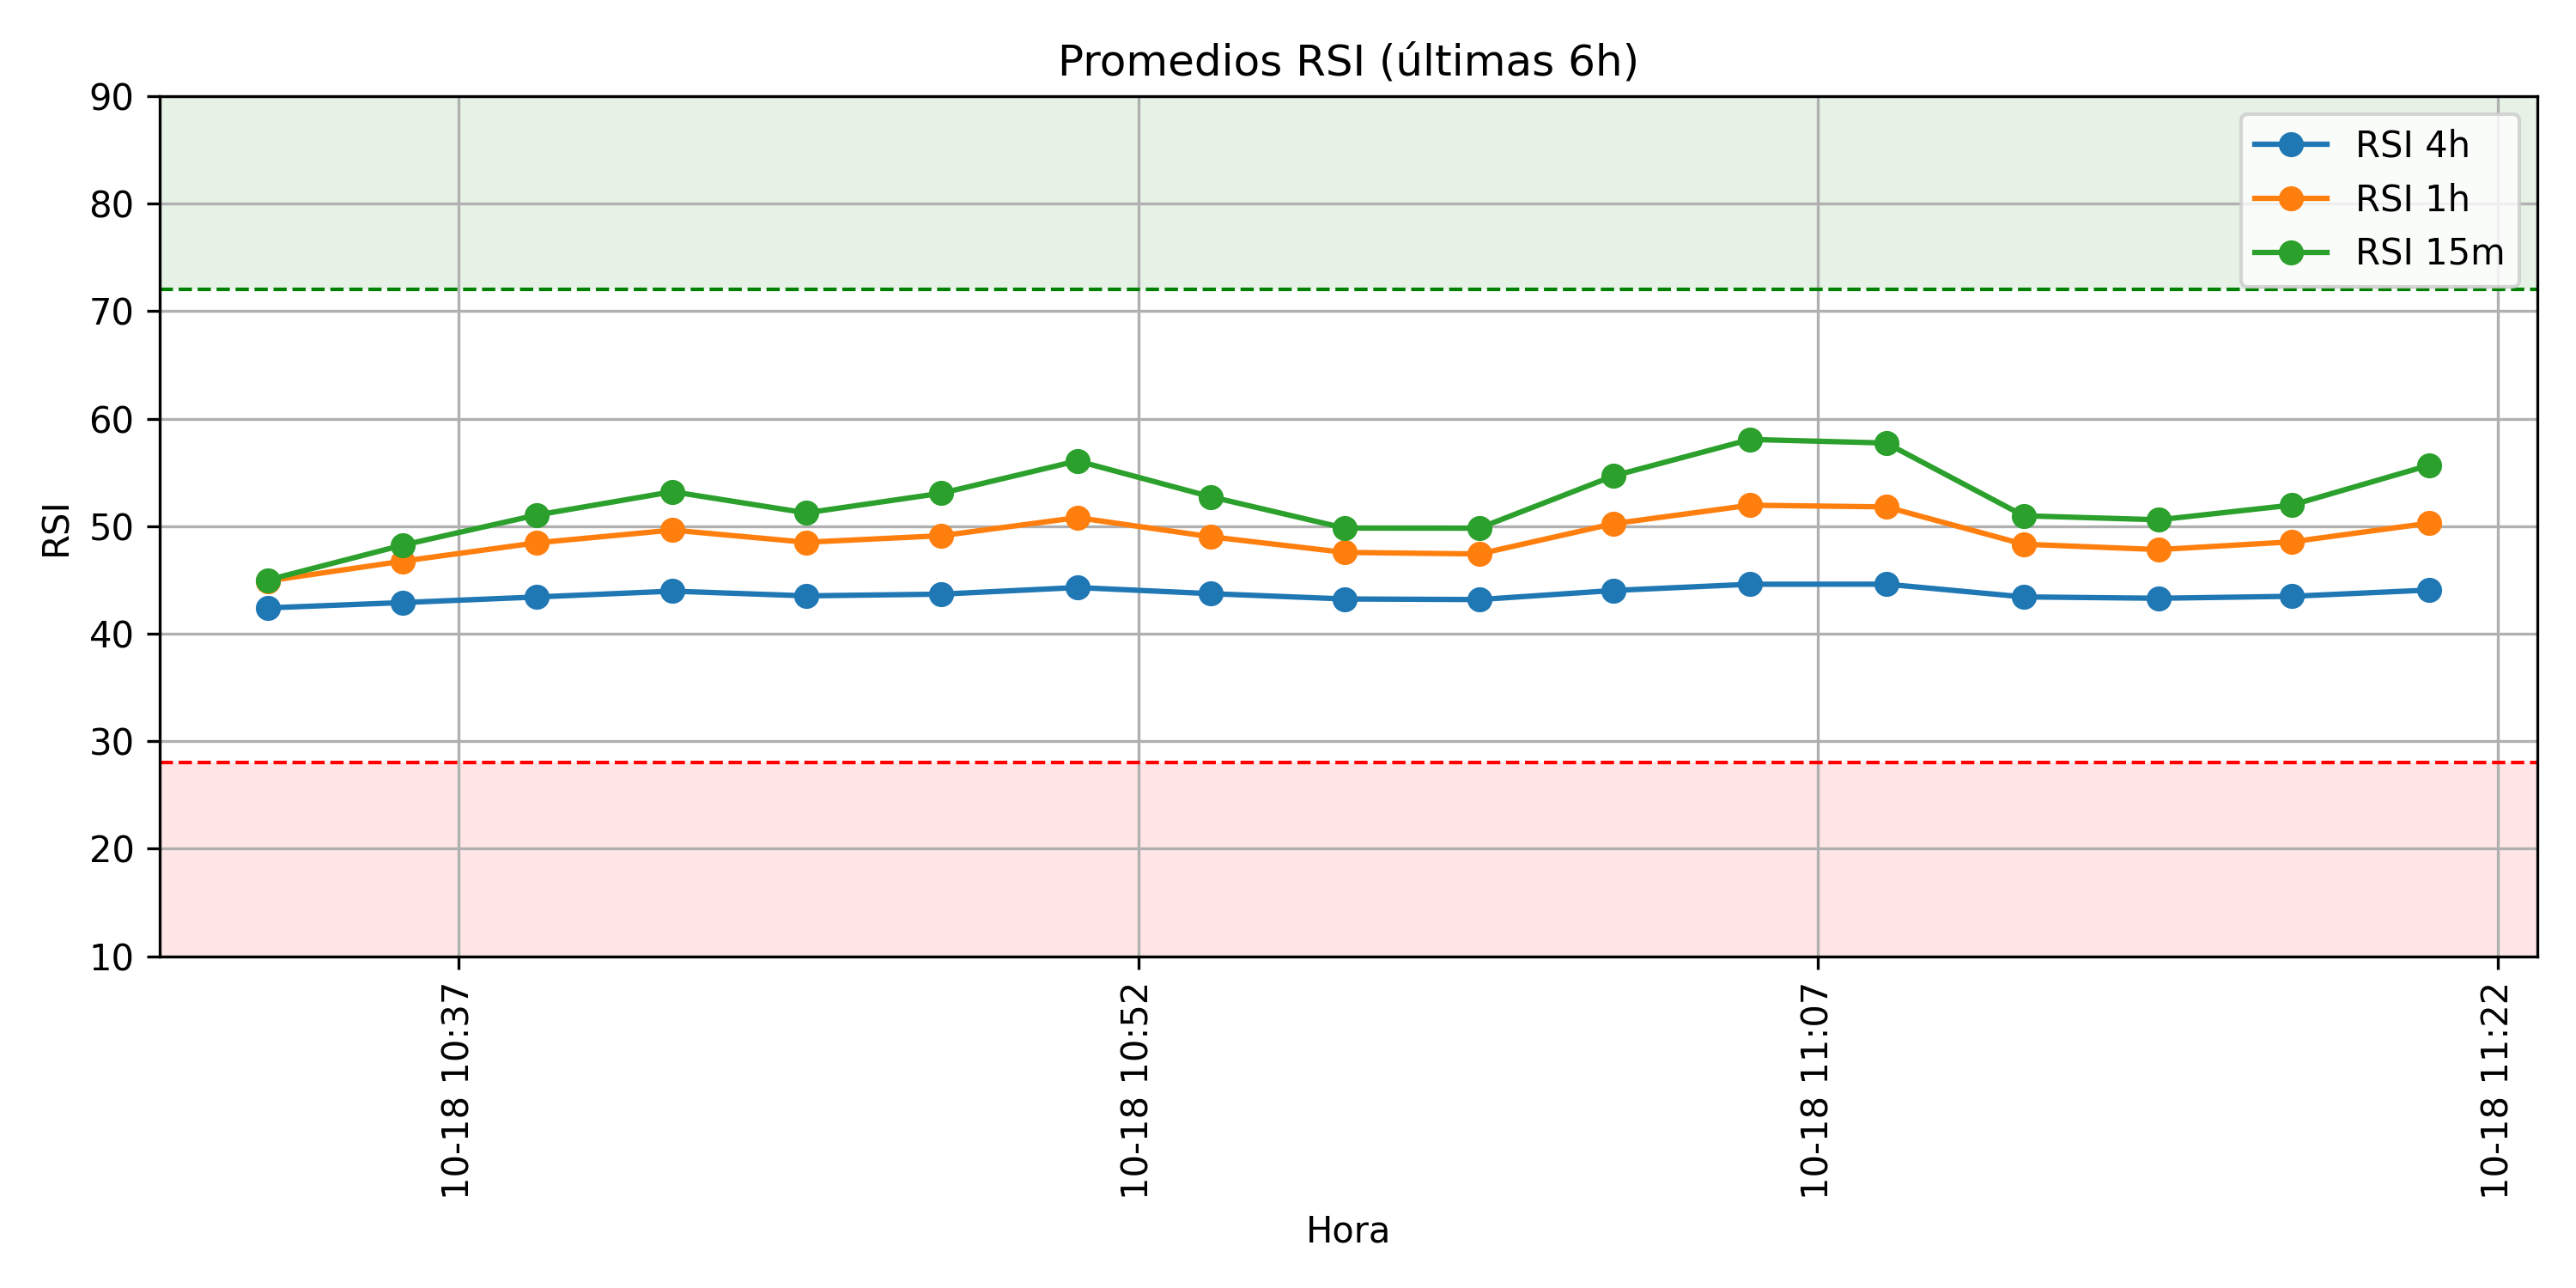 Promedios RSI (últimas 6h)
RSI 4h
RSI 1h
RSI 15m
RSI
90
80
70
60
50
40
30
20
10
10-18 10:37
10-18 10:52
10-18 11:07
10-18 11:22
Hora